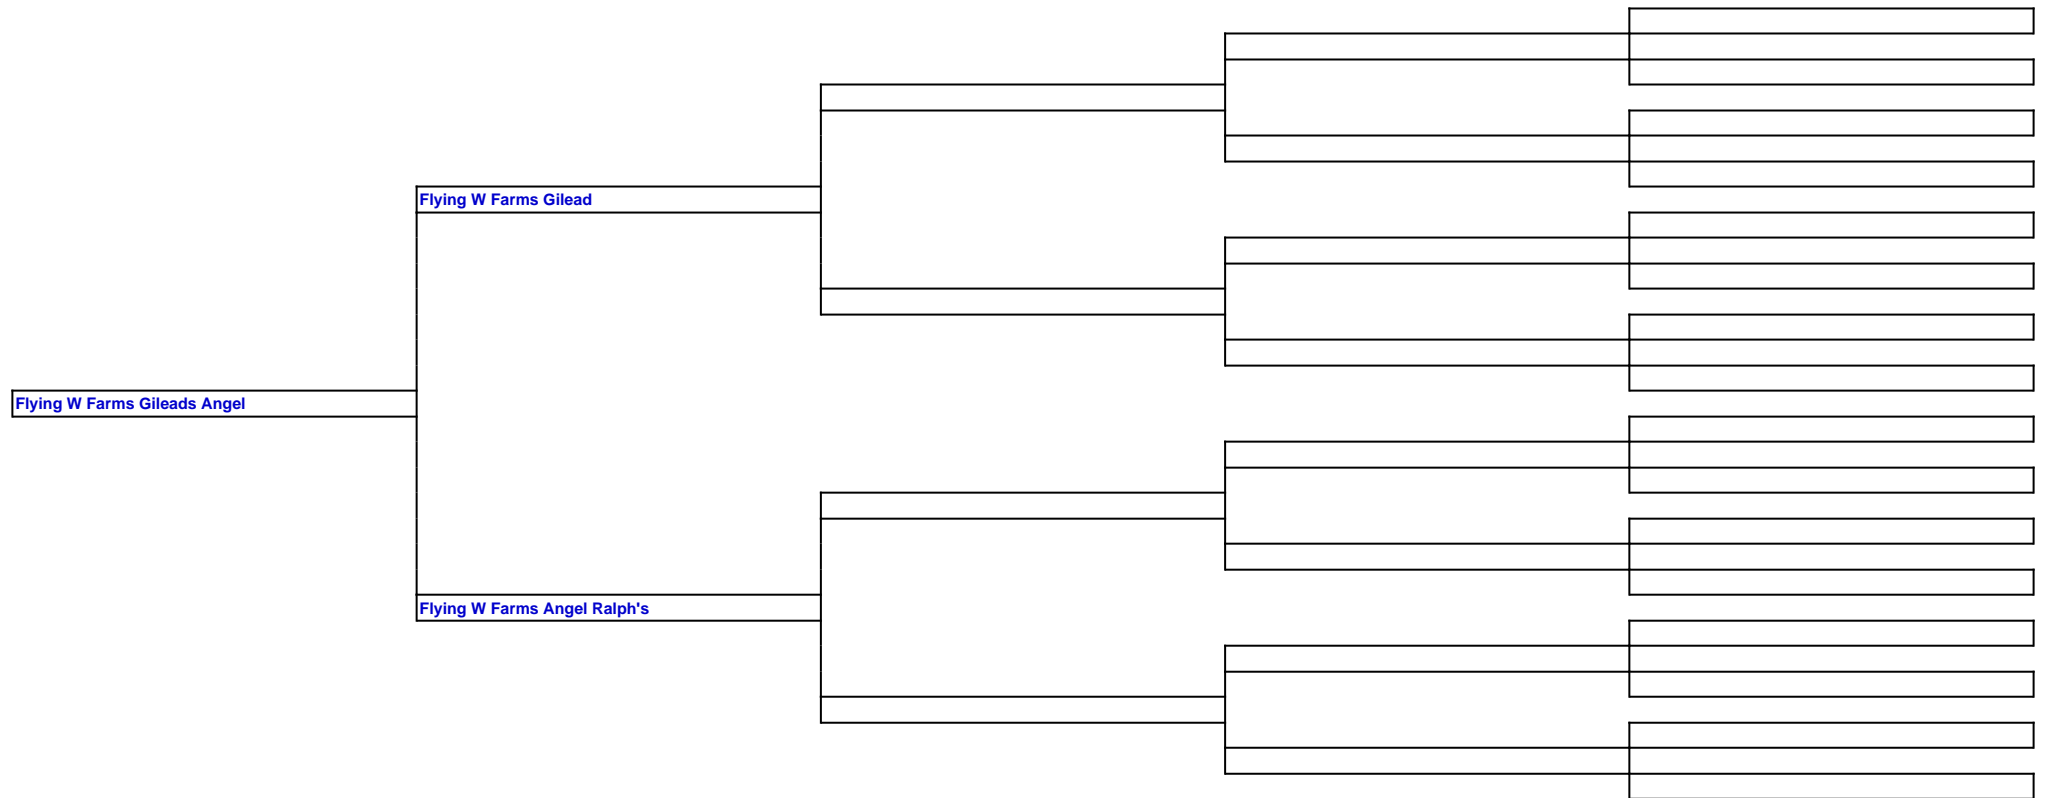 Flying W Farms Gilead
Flying W Farms Gileads Angel
Flying W Farms Angel Ralph's